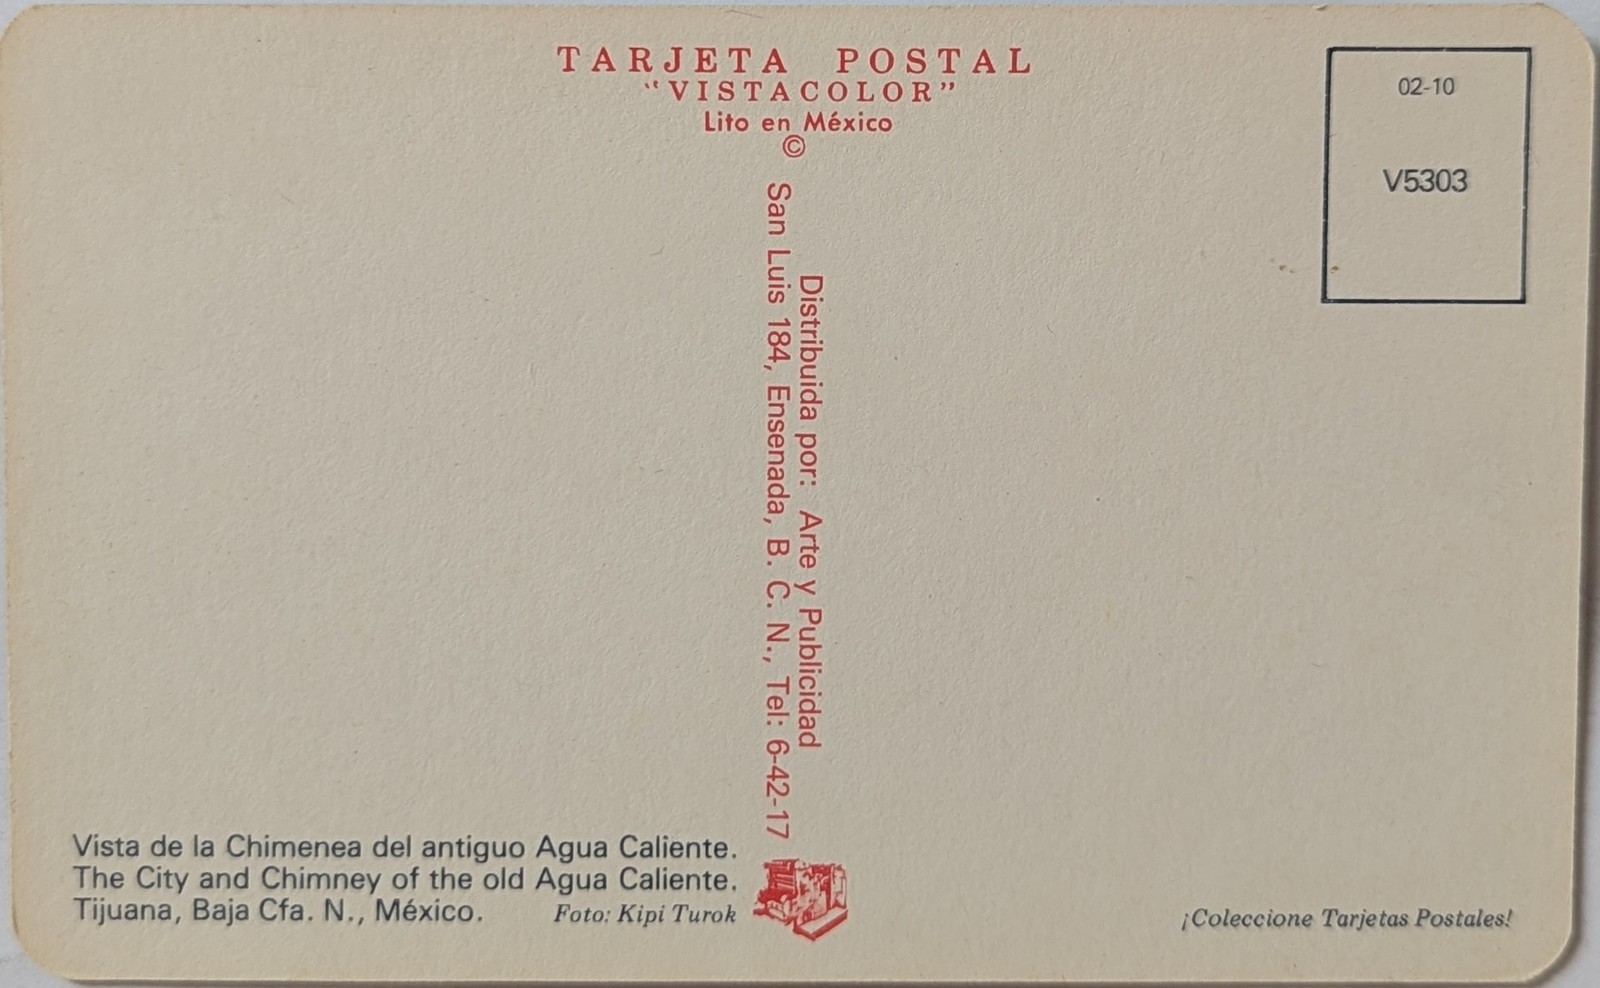 TARJETA POSTAL
"VISTACOLOR"
Lito en México
©
02-10
V5303
Distribuida por: Arte y Publicidad
San Luis 184, Ensenada, B. C. N., Tel: 6-42-17
Vista de la Chimenea del antiguo Agua Caliente.
The City and Chimney of the old Agua Caliente.
Tijuana, Baja Cfa. N., México. Foto: Kipi Turok
¡Coleccione Tarjetas Postales!